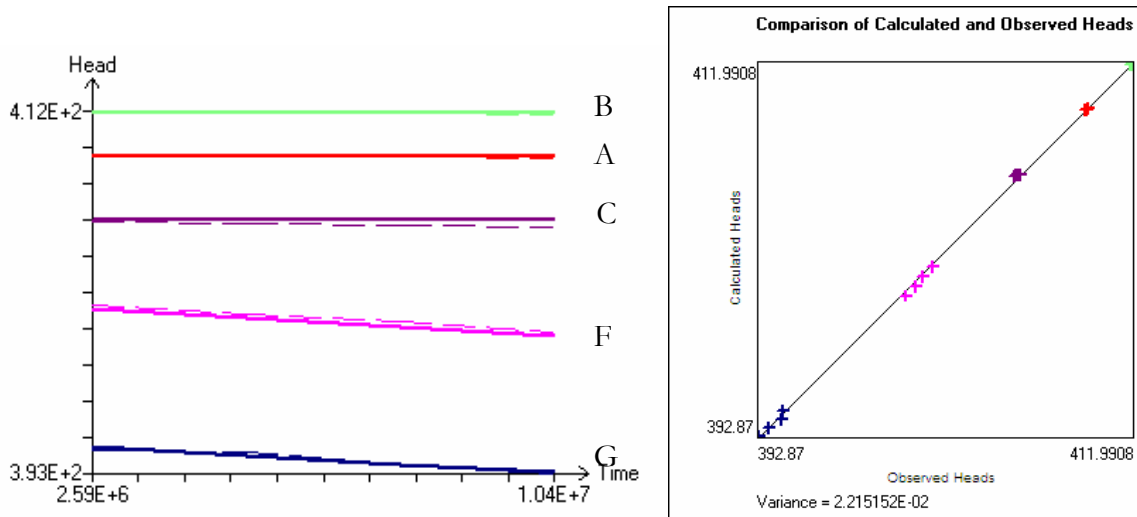 Head
4.12E+2
B
A
C
F
G
Time
3.93E+2
2.59E+6
1.04E+7
Comparison of Calculated and Observed Heads
411.9908
Calculated Heads
392.87
392.87
411.9908
Observed Heads
Variance = 2.215152E-02